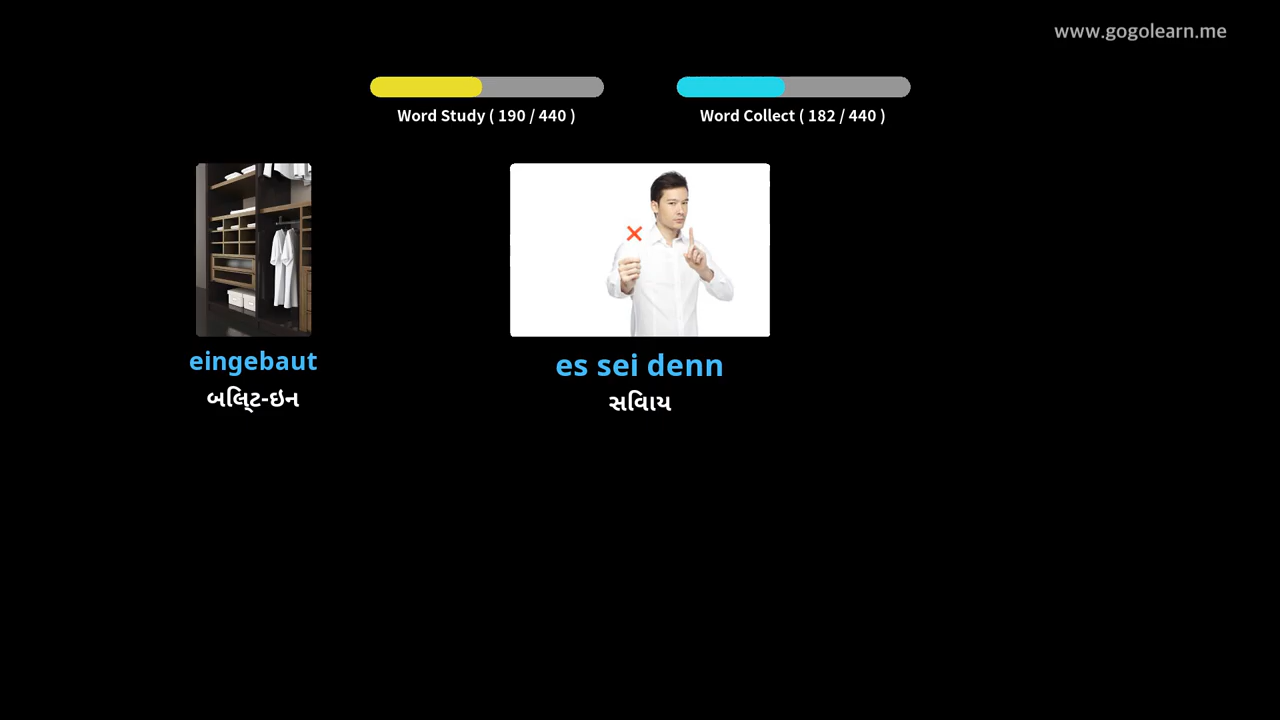 www.gogolearn.me
Word Study ( 190 / 440 )
Word Collect ( 182 / 440 )
eingebaut
બિલ્ટ-ઇન
es sei denn
સિવાય